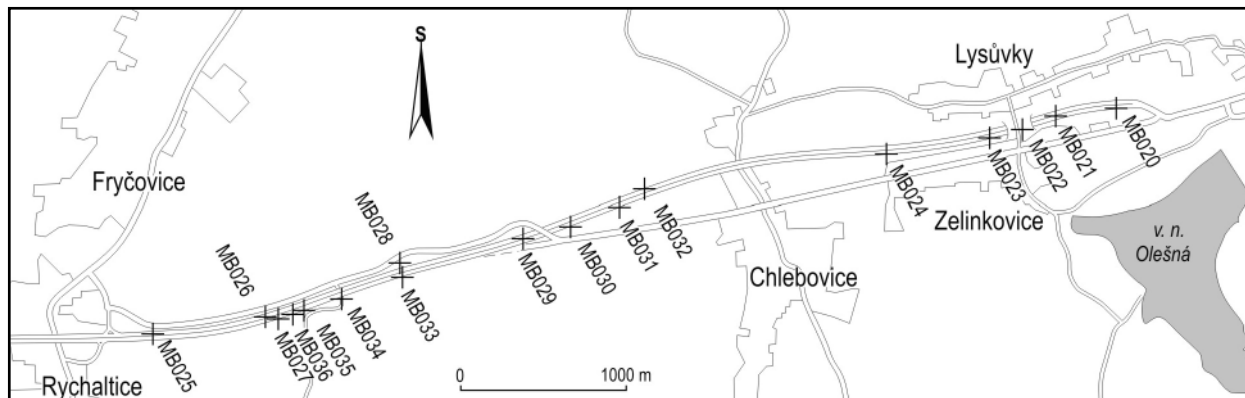 S
Lysůvky
Fryčovice
MB020
MB021
MB022
MB023
MB024
Zelinkovice
v. n.
Olešná
MB028
MB032
MB031
MB030
MB029
Chlebovice
MB026
MB033
MB034
MB035
MB036
MB027
MB025
Rychaltice
0 1000 m